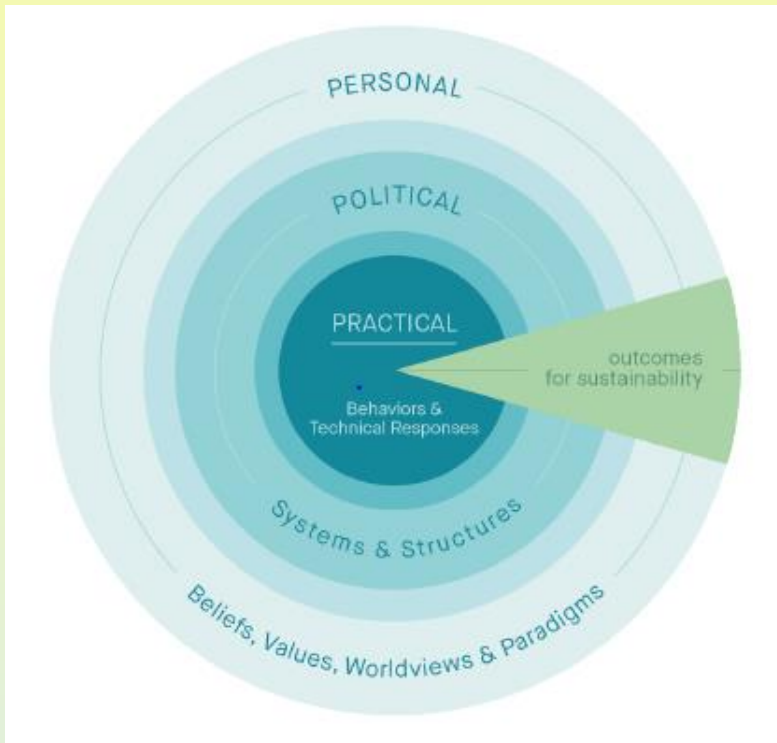 PERSONAL
POLITICAL
PRACTICAL
Behaviors &
Technical Responses
outcomes
for sustainability
Systems & Structures
Beliefs, Values, Worldviews & Paradigms